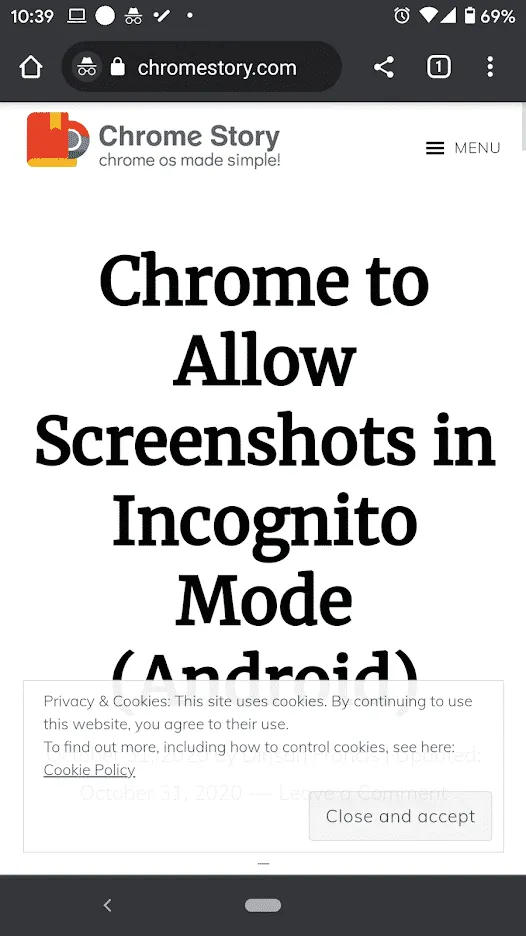 10:39
69%
chromestory.com
1
Chrome Story
chrome os made simple!
MENU
Chrome to
Allow
Screenshots in
Incognito
Mode
(Android)
Privacy & Cookies: This site uses cookies. By continuing to use
this website, you agree to their use.
To find out more, including how to control cookies, see here:
Cookie Policy
October 31, 2020 — Leave a Comment
Close and accept